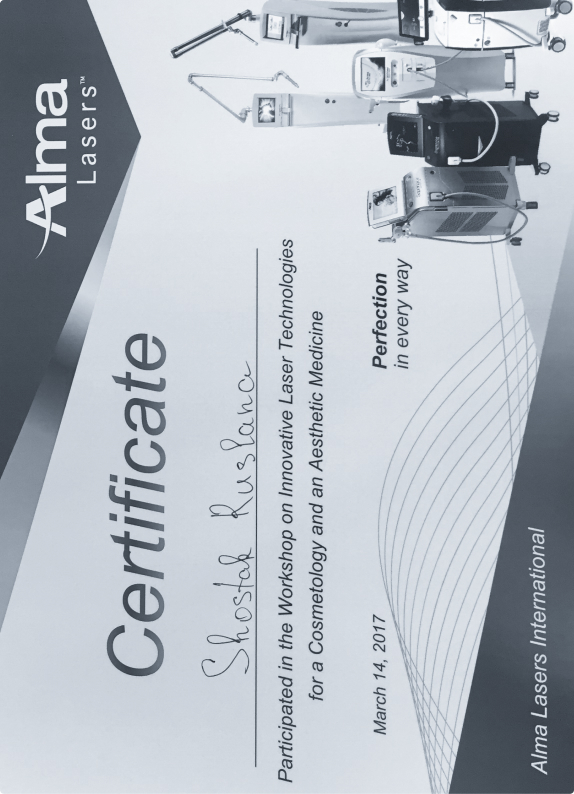 Alma
Lasers™
Certificate
Shostak Ruslana
Participated in the Workshop on Innovative Laser Technologies
for a Cosmetology and an Aesthetic Medicine
Perfection
in every way
March 14, 2017
Alma Lasers International